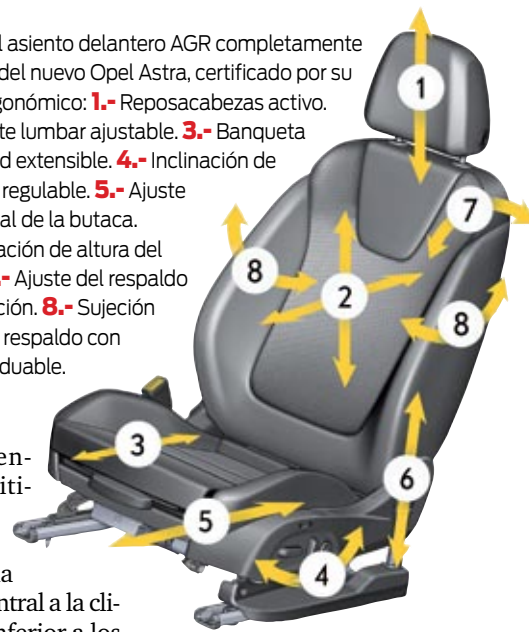 l asiento delantero AGR completamente
del nuevo Opel Astra, certificado por su
gonómico: 1.- Reposacabezas activo.
te lumbar ajustable. 3.- Banqueta
d extensible. 4.- Inclinación de
regulable. 5.- Ajuste
al de la butaca.
ación de altura del
.- Ajuste del respaldo
ción. 8.- Sujeción
respaldo con
duable.
en-
iti-
a
ntral a la cli-
nferior a los
1
7
8
2
8
3
6
5
4